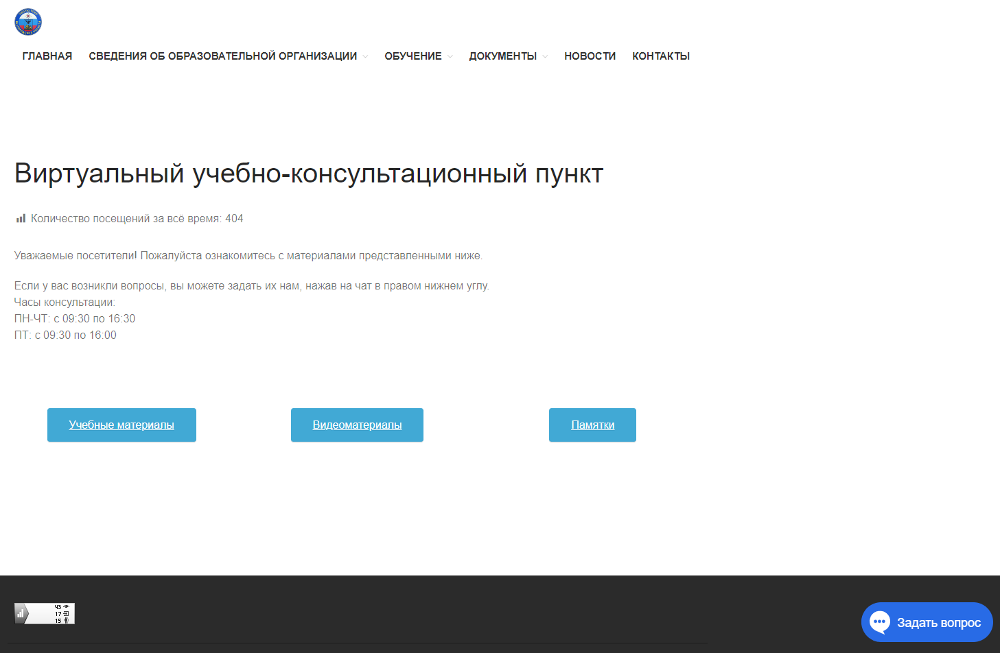 ГЛАВНАЯ СВЕДЕНИЯ ОБ ОБРАЗОВАТЕЛЬНОЙ ОРГАНИЗАЦИИ ОБУЧЕНИЕ ДОКУМЕНТЫ НОВОСТИ КОНТАКТЫ
Виртуальный учебно-консультационный пункт
Количество посещений за всё время: 404
Уважаемые посетители! Пожалуйста ознакомитесь с материалами представленными ниже.
Если у вас возникли вопросы, вы можете задать их нам, нажав на чат в правом нижнем углу.
Часы консультации:
ПН-ЧТ: с 09:30 по 16:30
ПТ: с 09:30 по 16:00
Учебные материалы Видеоматериалы Памятки
43
17
15
Задать вопрос